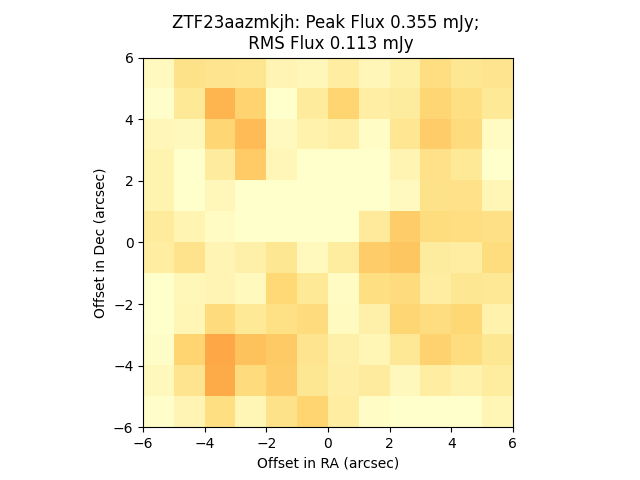 ZTF23aazmkjh: Peak Flux 0.355 mJy;
RMS Flux 0.113 mJy
6
4
2
0
−2
−4
−6
Offset in Dec (arcsec)
−6 −4 −2 0 2 4 6
Offset in RA (arcsec)